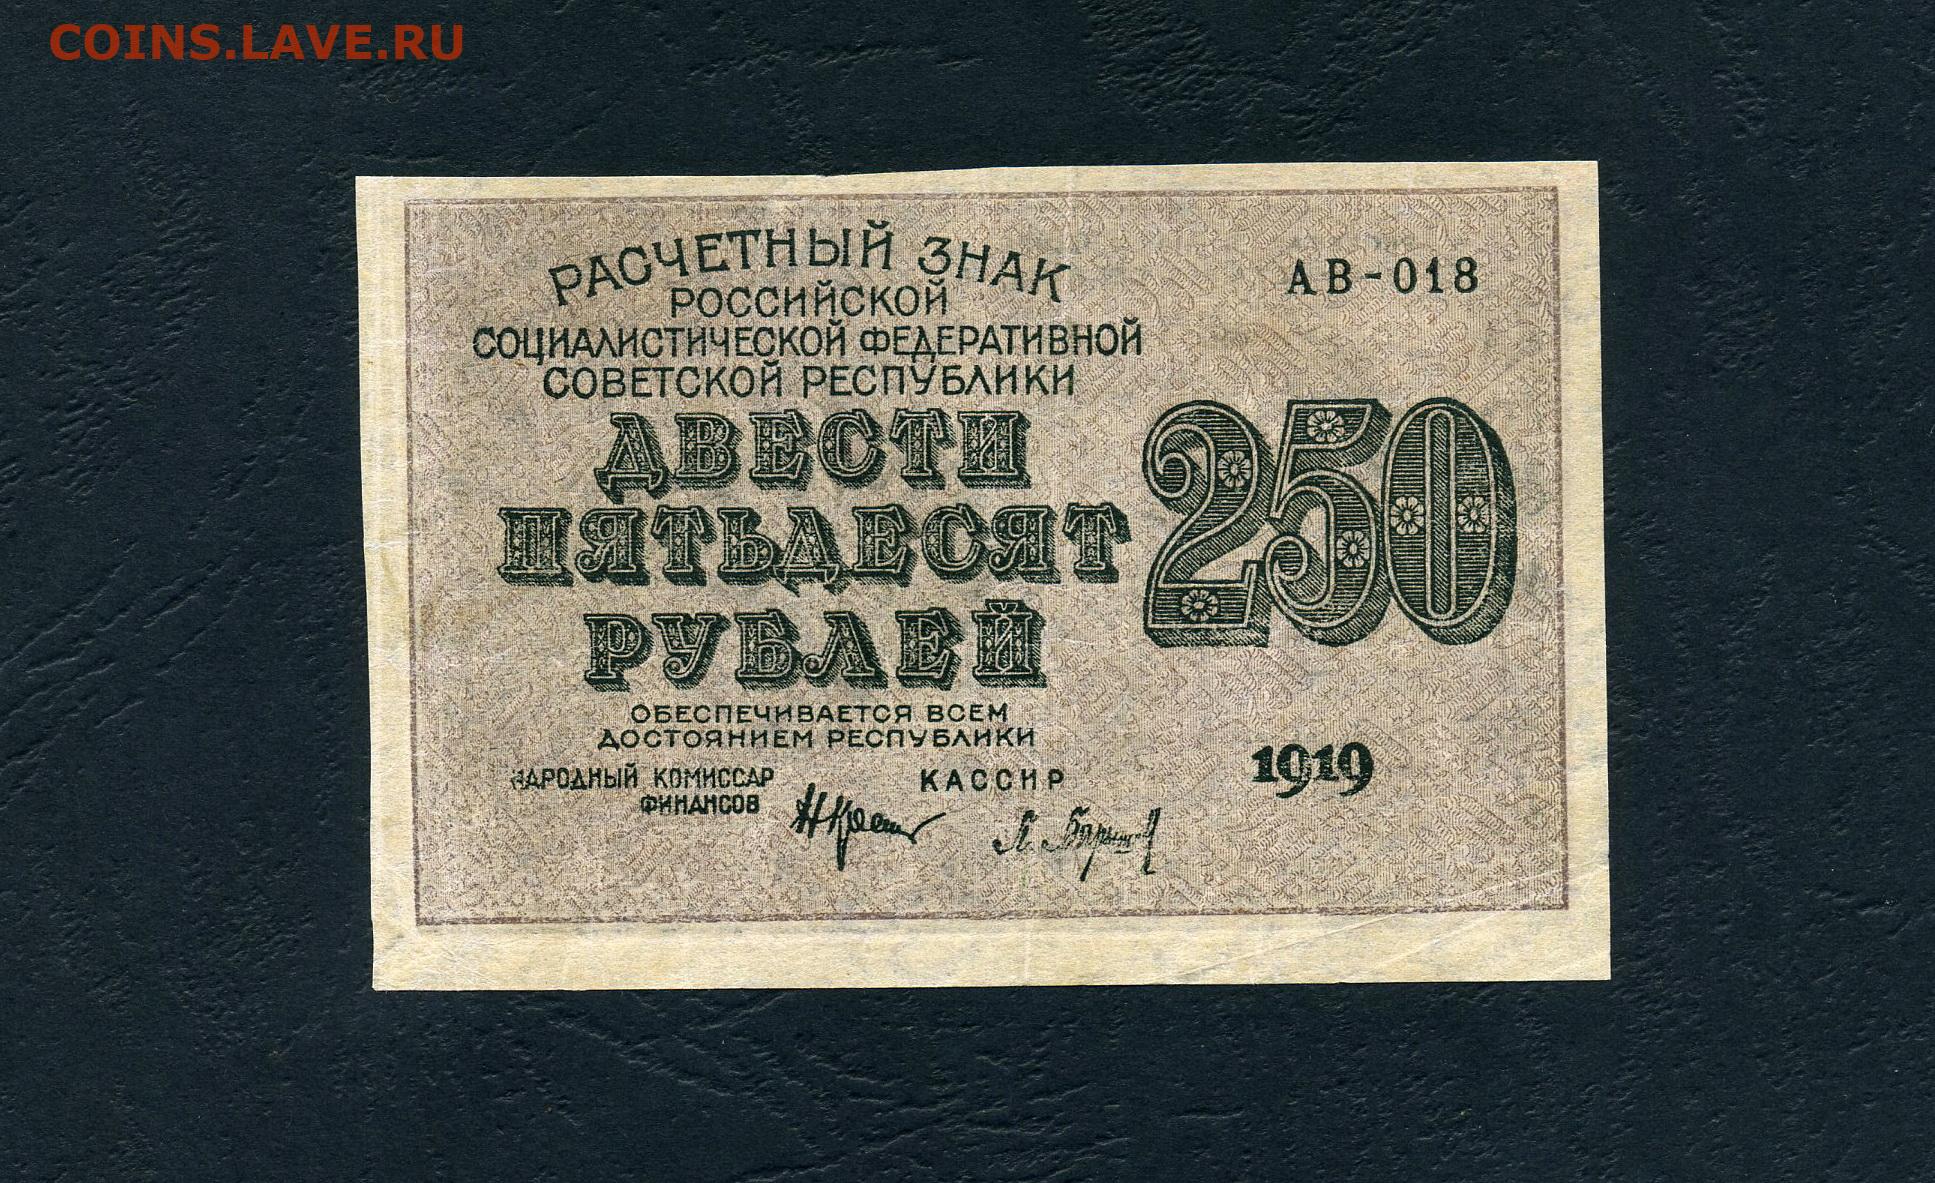 COINS.LAVE.RU
РАСЧЕТНЫЙ ЗНАК
АВ-018
РОССИЙСКОЙ
СОЦИАЛИСТИЧЕСКОЙ ФЕДЕРАТИВНОЙ
СОВЕТСКОЙ РЕСПУБЛИКИ
ДВЕСТИ
ПЯТЬДЕСЯТ
РУБЛЕЙ
250
ОБЕСПЕЧИВАЕТСЯ ВСЕМ
ДОСТОЯНИЕМ РЕСПУБЛИКИ
НАРОДНЫЙ КОМИССАР
ФИНАНСОВ
КАССИР
1919